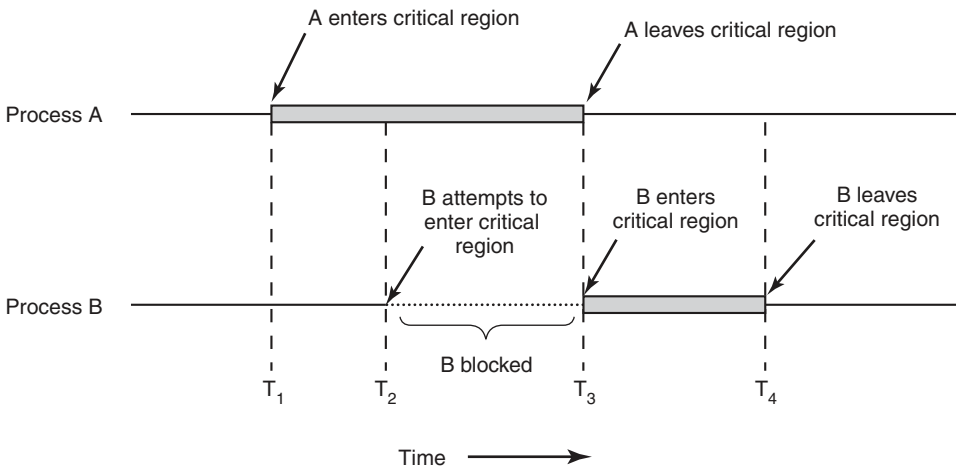 A enters critical region
A leaves critical region
Process A
B attempts to
enter critical
region
B enters
critical region
B leaves
critical region
Process B
B blocked
T1
T2
T3
T4
Time